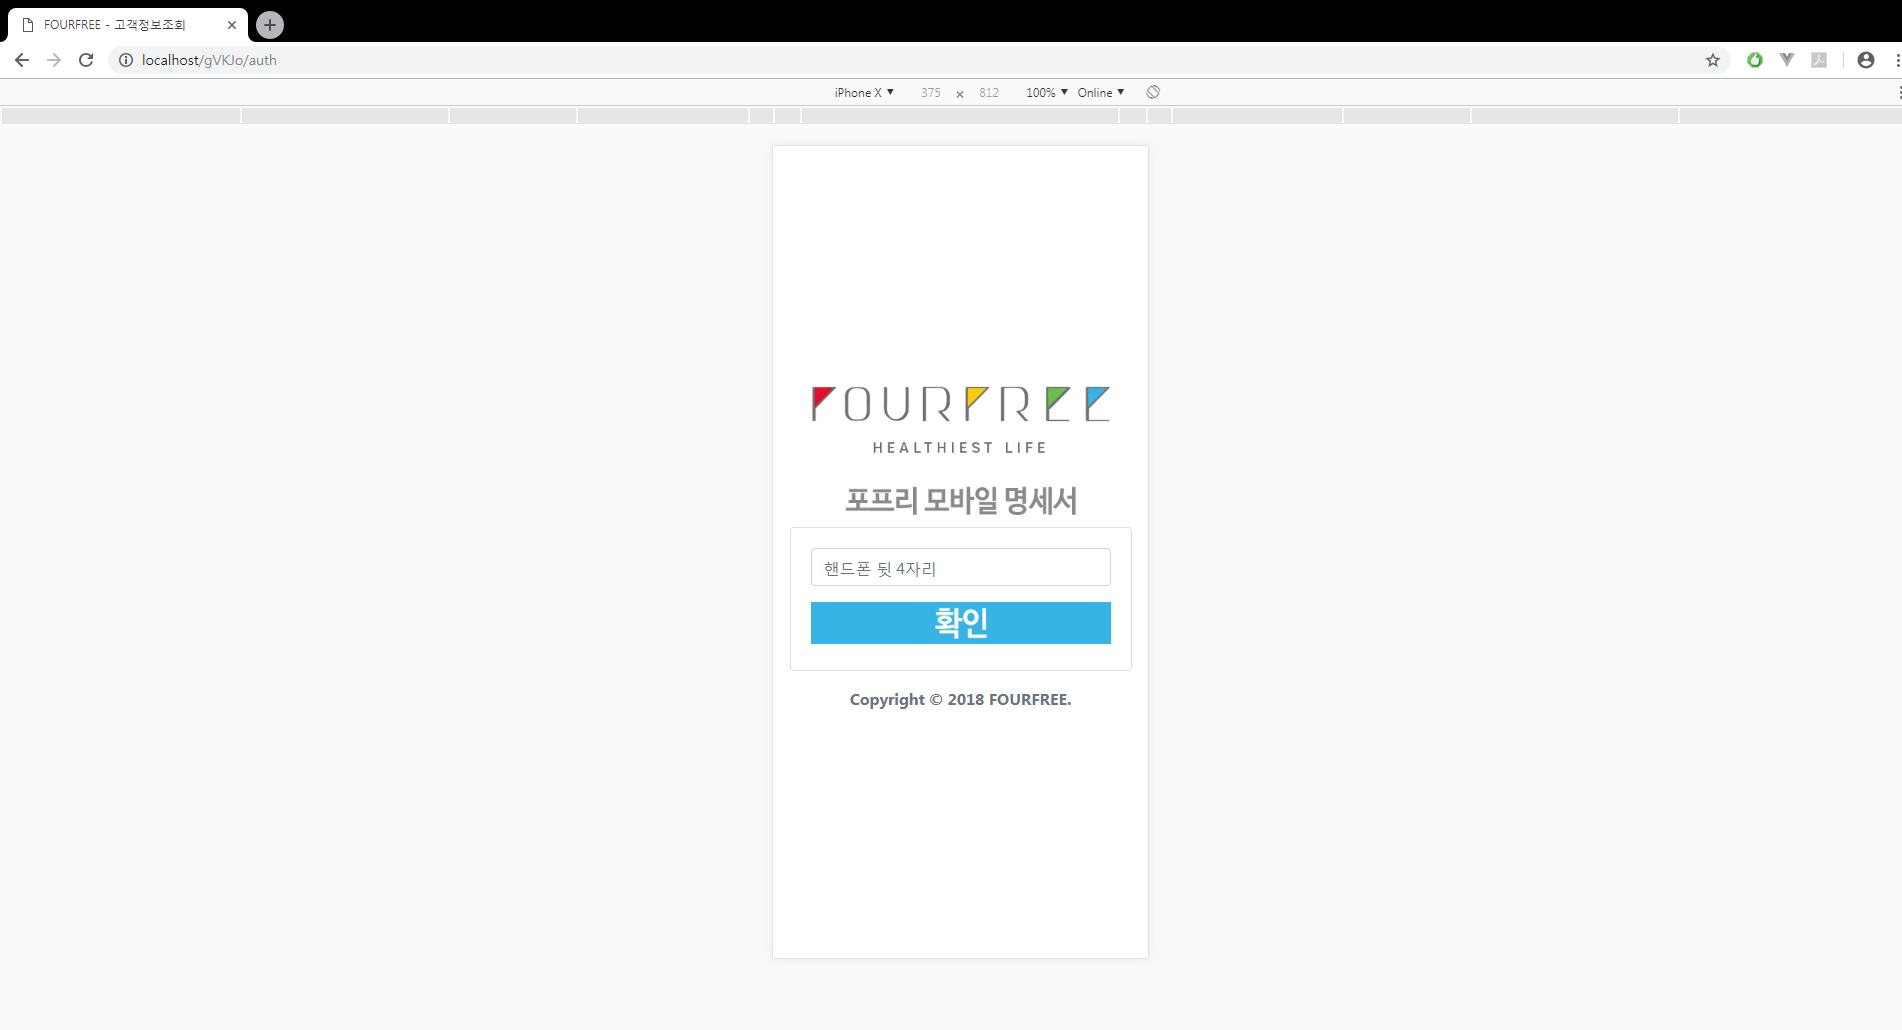 FOURFREE - 고객정보조회
localhost/gVKJo/auth
iPhone X ▼ 375 × 812 100% ▼ Online ▼
FOURFREE
HEALTHIEST LIFE
포프리 모바일 명세서
핸드폰 뒷 4자리
확인
Copyright © 2018 FOURFREE.